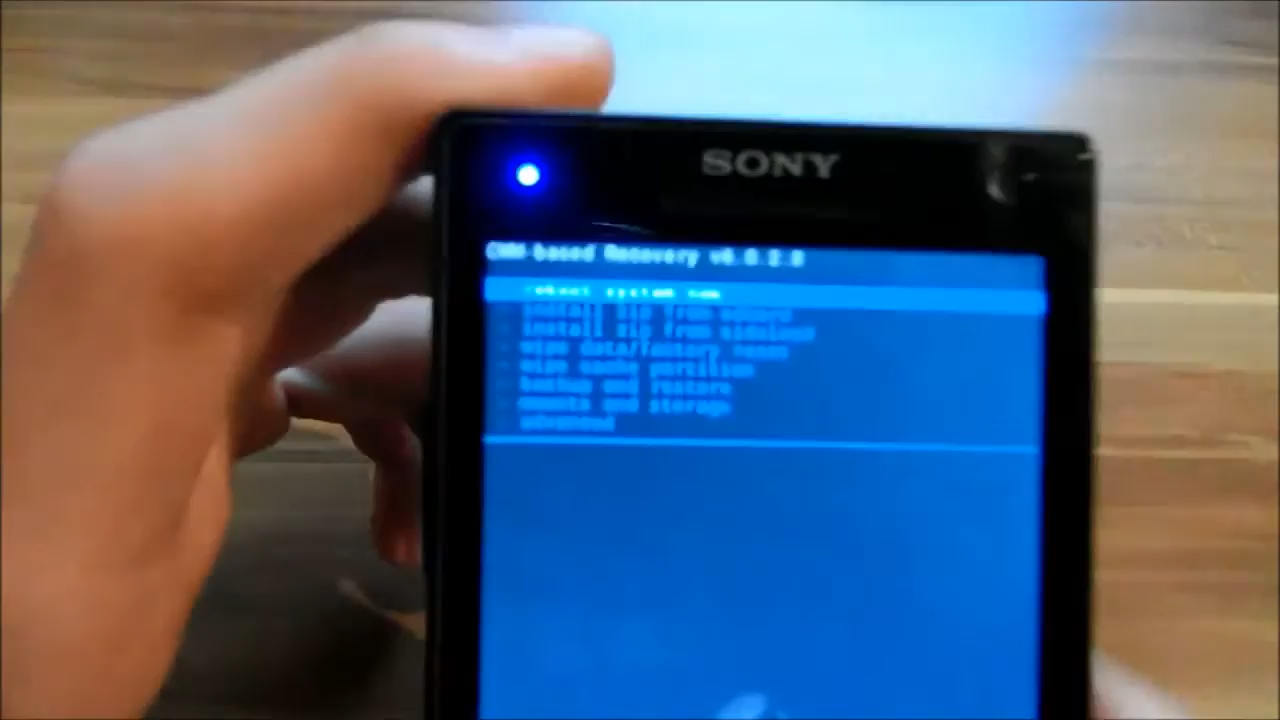 SONY
CWM-based Recovery v6.0.2.8
reboot system now
install zip from sdcard
install zip from sideload
wipe data/factory reset
wipe cache partition
backup and restore
mounts and storage
advanced